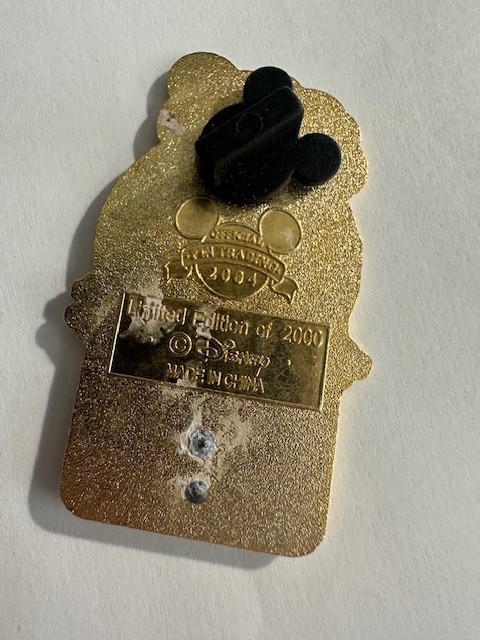 OFFICIAL
PIN TRADING
2004
Limited Edition of 2000
© Disney
MADE IN CHINA